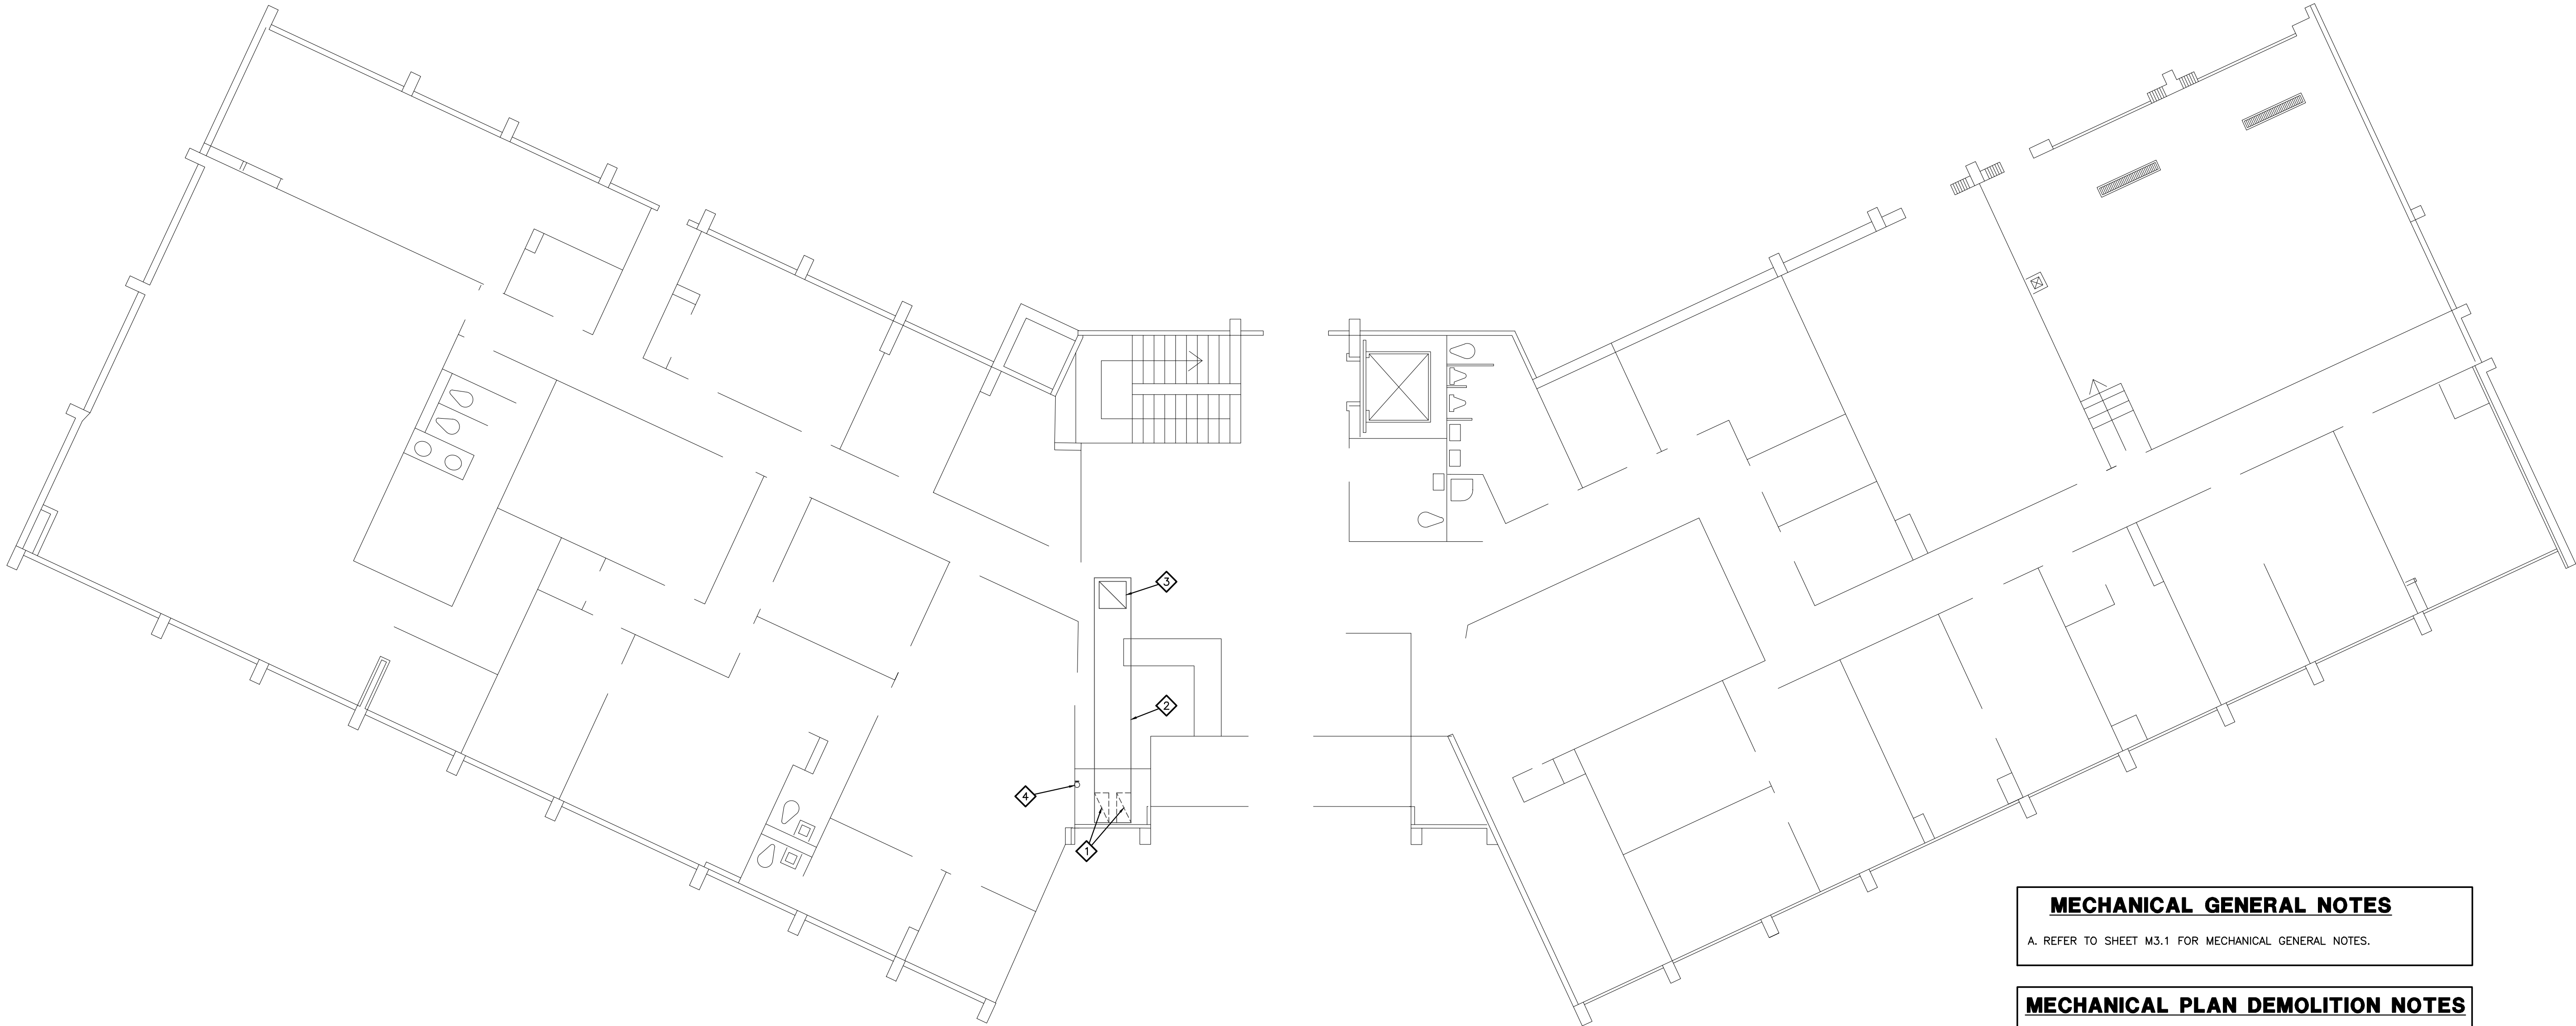 3
2
4
1
MECHANICAL GENERAL NOTES
A. REFER TO SHEET M3.1 FOR MECHANICAL GENERAL NOTES.
MECHANICAL PLAN DEMOLITION NOTES